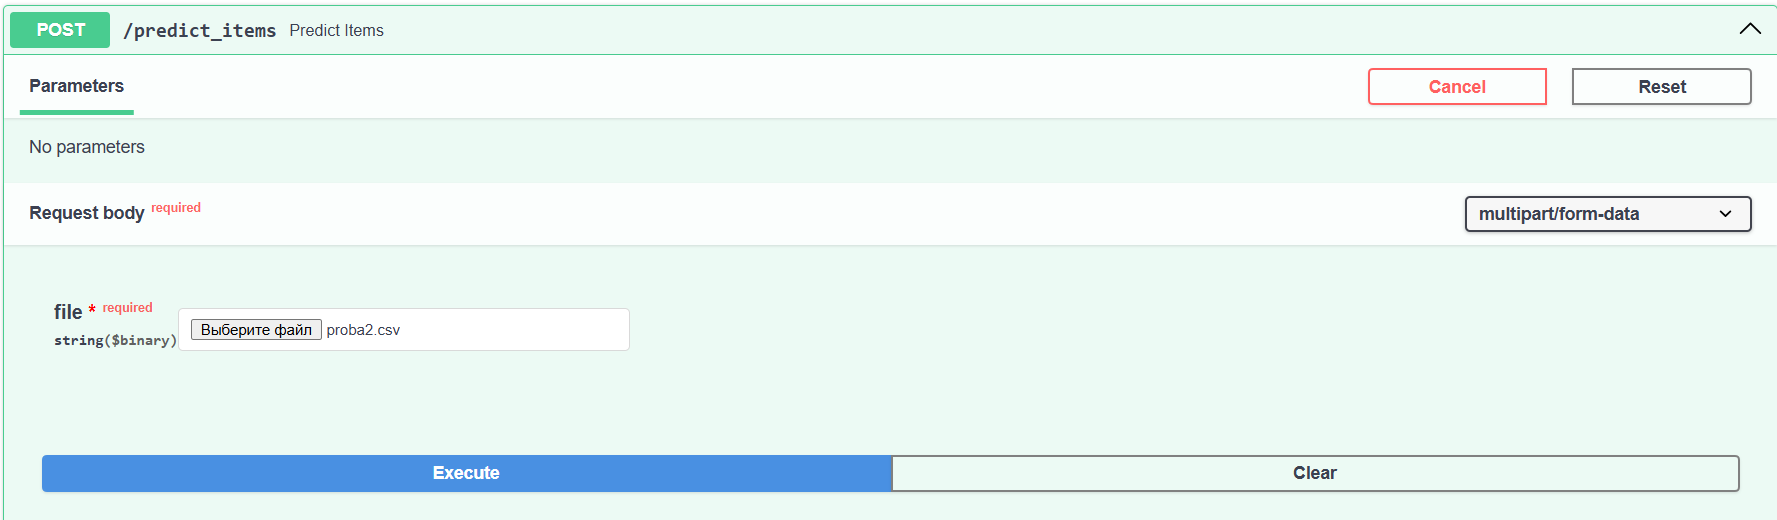 POST /predict_items Predict Items
Parameters Cancel Reset
No parameters
Request body required multipart/form-data
file * required
string($binary) Выберите файл proba2.csv
Execute Clear